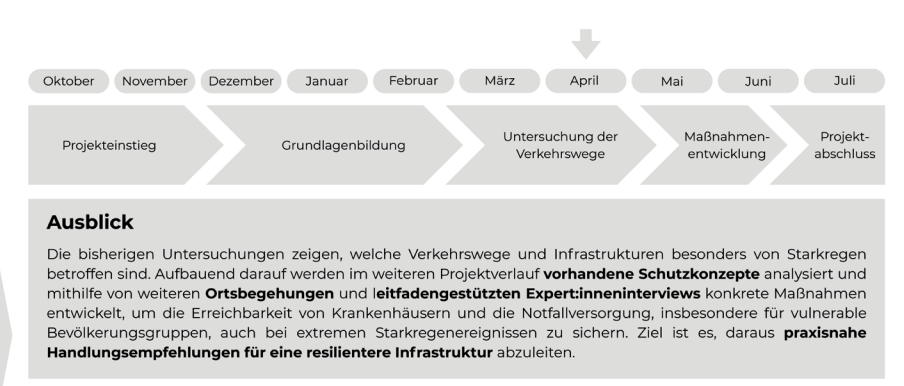 Oktober November Dezember Januar Februar März April Mai Juni Juli
Projekteinstieg
Grundlagenbildung
Untersuchung der
Verkehrswege
Maßnahmen-
entwicklung
Projekt-
abschluss
Ausblick
Die bisherigen Untersuchungen zeigen, welche Verkehrswege und Infrastrukturen besonders von Starkregen
betroffen sind. Aufbauend darauf werden im weiteren Projektverlauf vorhandene Schutzkonzepte analysiert und
mithilfe von weiteren Ortsbegehungen und leitfadengestützten Expert:inneninterviews konkrete Maßnahmen
entwickelt, um die Erreichbarkeit von Krankenhäusern und die Notfallversorgung, insbesondere für vulnerable
Bevölkerungsgruppen, auch bei extremen Starkregenereignissen zu sichern. Ziel ist es, daraus praxisnahe
Handlungsempfehlungen für eine resilientere Infrastruktur abzuleiten.